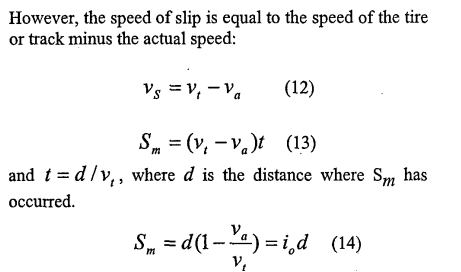 However, the speed of slip is equal to the speed of the tire
or track minus the actual speed:
v_S = v_t − v_a (12)
S_m = (v_t − v_a)t (13)
and t = d / v_t, where d is the distance where S_m has
occurred.
S_m = d(1 − v_a/v_t) = i_o d (14)